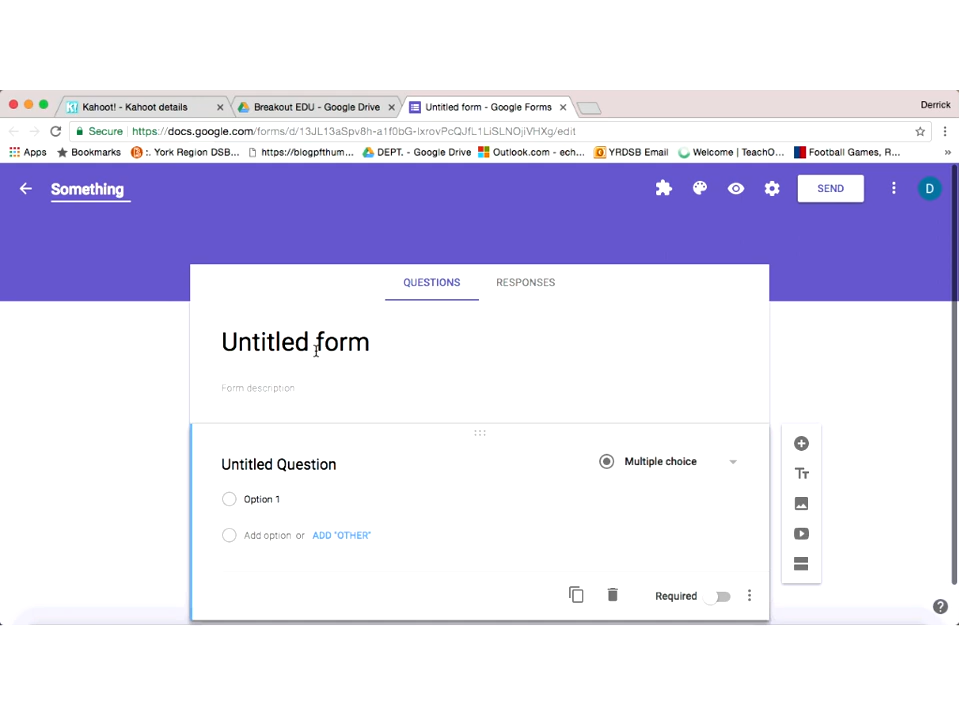 Kahoot! - Kahoot details
Breakout EDU - Google Drive
Untitled form - Google Forms
Derrick
Secure https://docs.google.com/forms/d/13JL13aSpv8h-a1f0bG-IxrovPcQJfL1LiSLNOjiVHXg/edit
Apps Bookmarks :. York Region DSB... https://blogpfthum... DEPT. - Google Drive Outlook.com - ech... YRDSB Email Welcome | TeachO... Football Games, R... »
Something
SEND
D
QUESTIONS RESPONSES
Untitled form
Form description
Untitled Question
Multiple choice
Option 1
Add option or ADD "OTHER"
Tт
Required